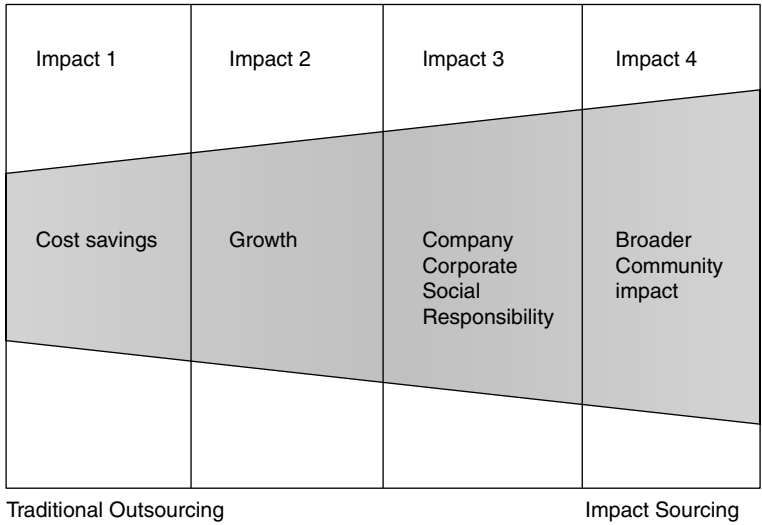 Impact 1
Impact 2
Impact 3
Impact 4
Cost savings
Growth
Company
Corporate
Social
Responsibility
Broader
Community
impact
Traditional Outsourcing
Impact Sourcing